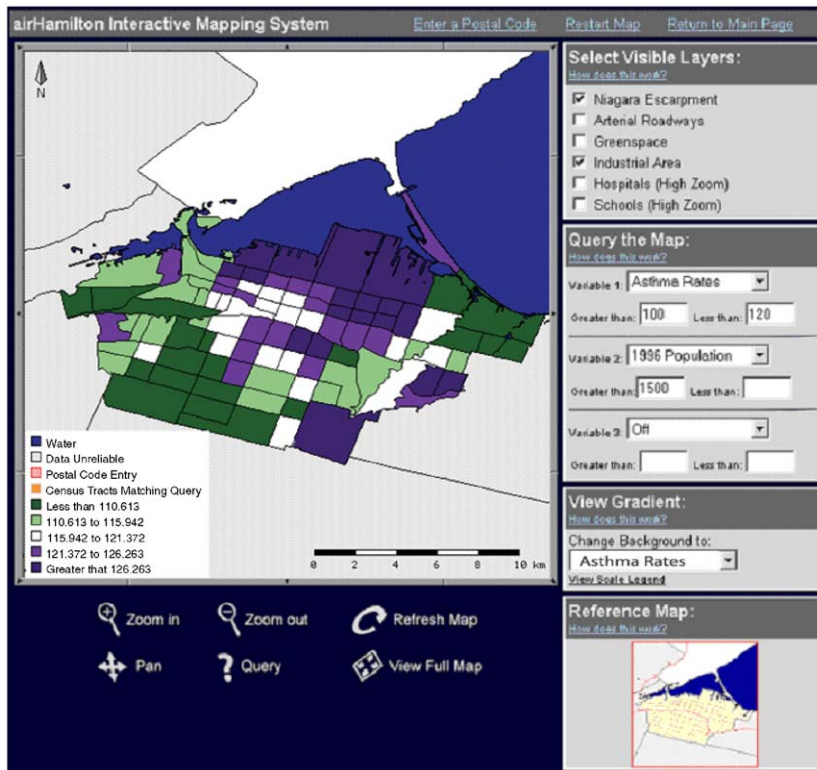 airHamilton Interactive Mapping System Enter a Postal Code Restart Map Return to Main Page
N
Water
Data Unreliable
Postal Code Entry
Census Tracts Matching Query
Less than 110.613
110.613 to 115.942
115.942 to 121.372
121.372 to 126.263
Greater that 126.263
0 2 4 6 8 10 km
Zoom in Zoom out Refresh Map
Pan Query View Full Map
Select Visible Layers:
How does this work?
Niagara Escarpment
Arterial Roadways
Greenspace
Industrial Area
Hospitals (High Zoom)
Schools (High Zoom)
Query the Map:
How does this work?
Variable 1: Asthma Rates
Greater than: 100 Less than: 120
Variable 2: 1996 Population
Greater than: 1500 Less than:
Variable 3: Off
Greater than: Less than:
View Gradient:
How does this work?
Change Background to:
Asthma Rates
View Scale Legend
Reference Map:
How does this work?